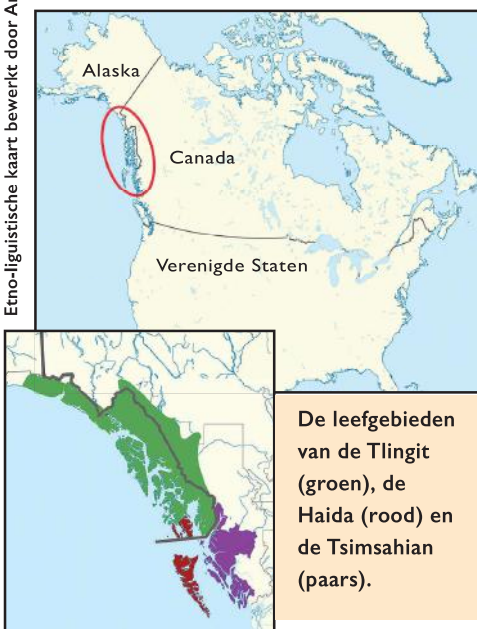 Etno-liguistische kaart bewerkt door
Alaska
Canada
Verenigde Staten
De leefgebieden
van de Tlingit
(groen), de
Haida (rood) en
de Tsimsahian
(paars).